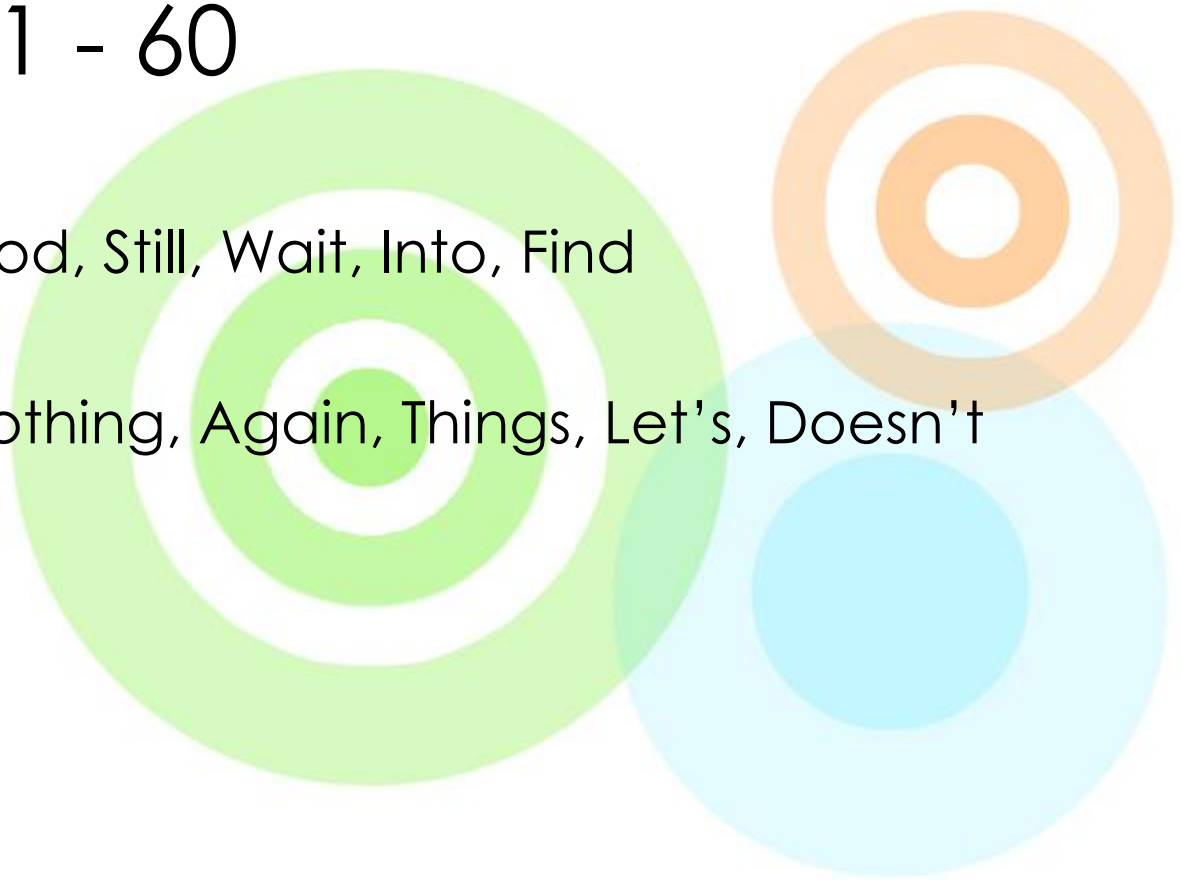 1 - 60
od, Still, Wait, Into, Find
othing, Again, Things, Let’s, Doesn’t